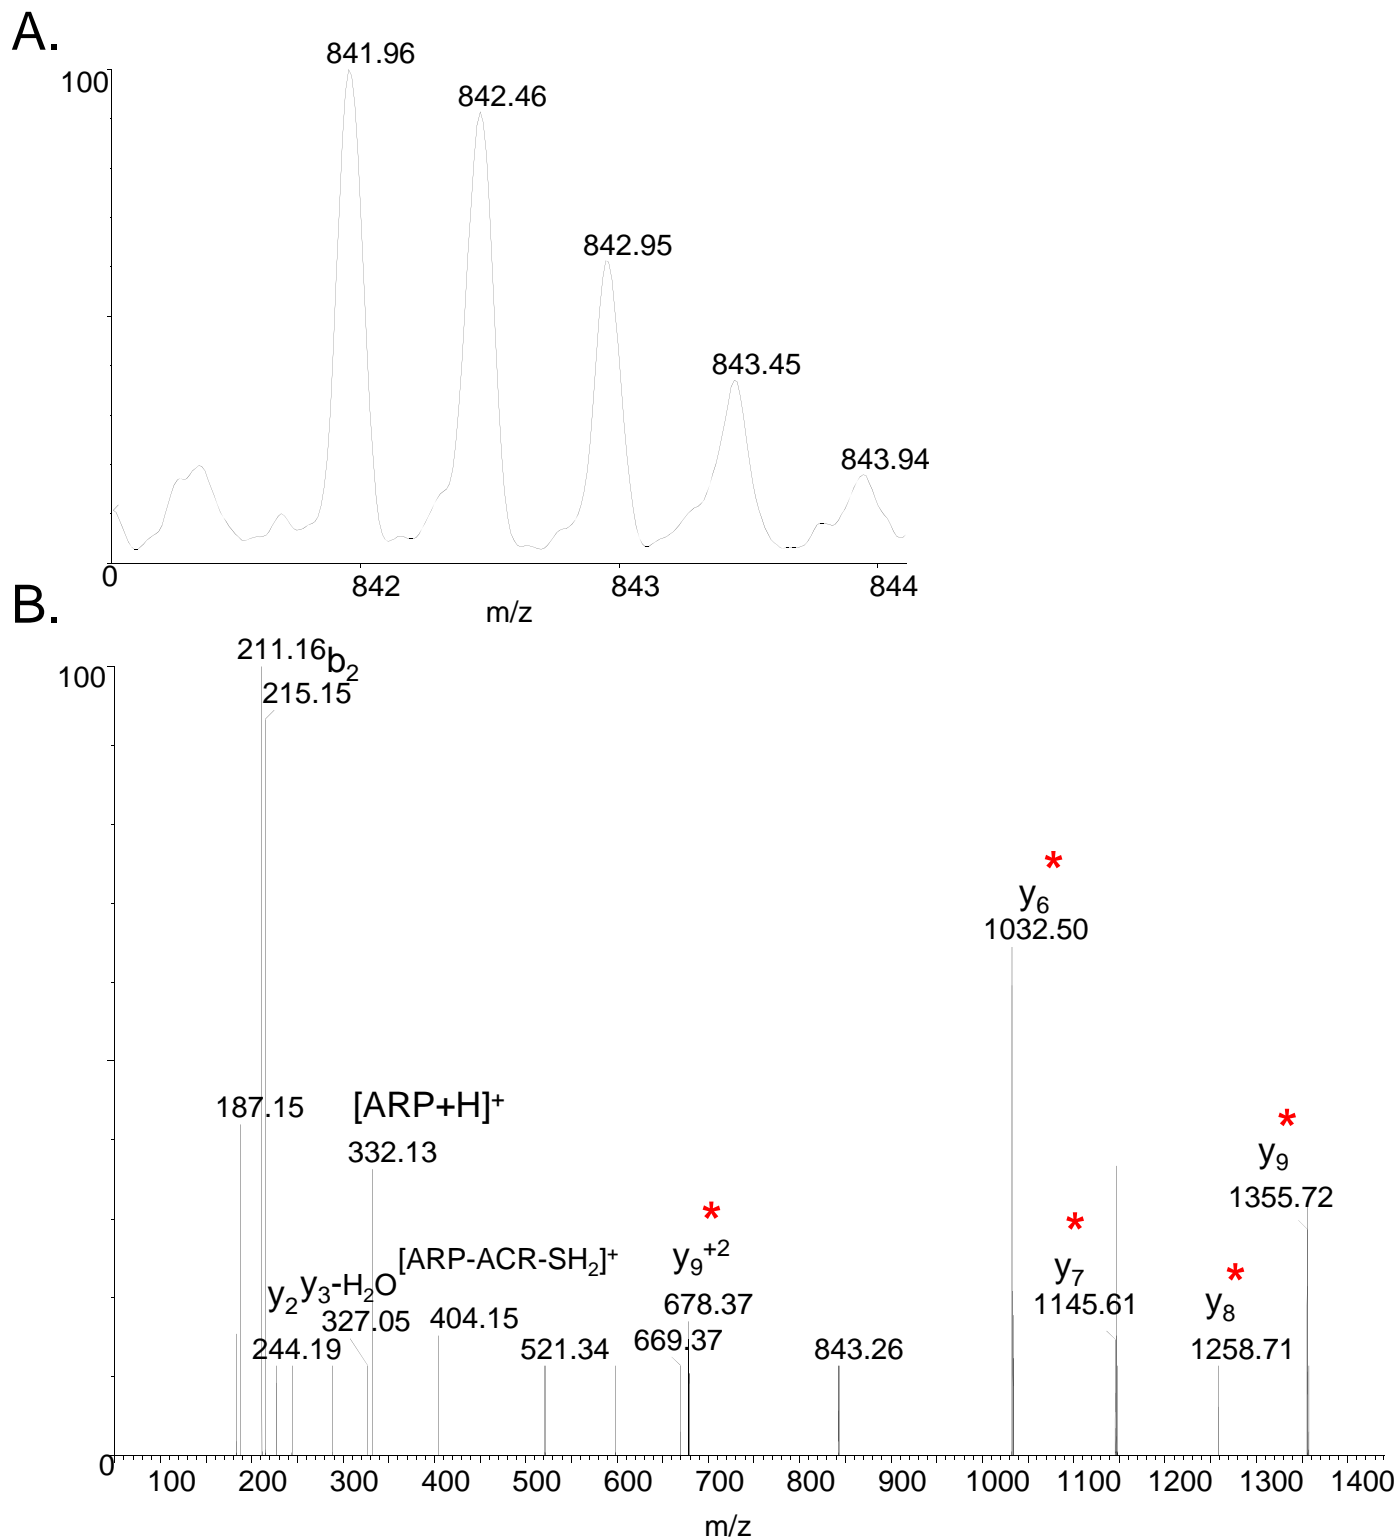 A.
841.96
100
842.46
842.95
843.45
843.94
0
842 843 844
m/z
B.
211.16 b2
100
215.15
*
y6
1032.50
187.15 [ARP+H]+
332.13
*
y9
1355.72
*
*
[ARP-ACR-SH2]+ y9+2
y7
*
y2 y3-H2O
y8
678.37
1145.61
327.05 404.15
669.37
244.19 521.34 843.26 1258.71
0
100 200 300 400 500 600 700 800 900 1000 1100 1200 1300 1400
m/z